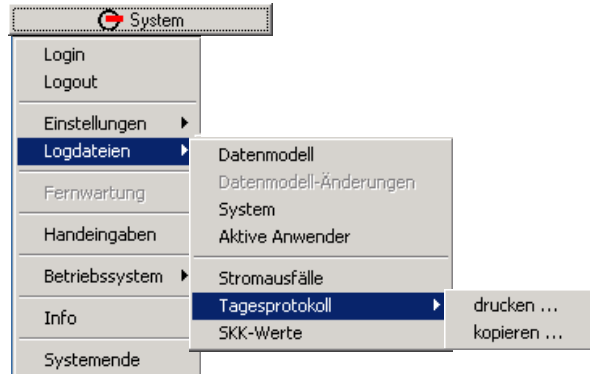 System
Login
Logout
Einstellungen
Logdateien
Fernwartung
Handeingaben
Betriebssystem
Info
Systemende
Datenmodell
Datenmodell-Änderungen
System
Aktive Anwender
Stromausfälle
Tagesprotokoll
SKK-Werte
drucken ...
kopieren ...